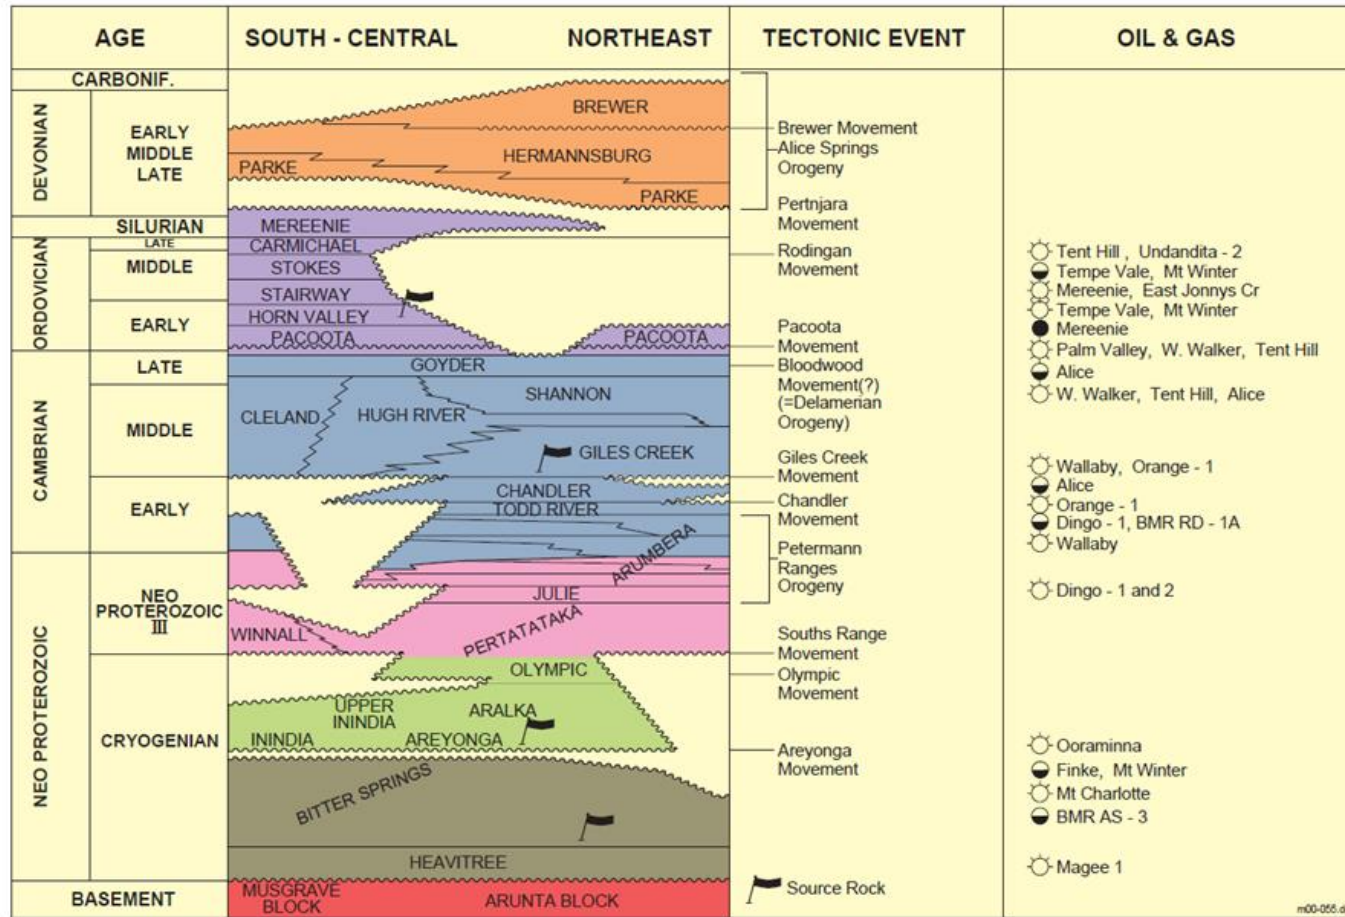 AGE
SOUTH - CENTRAL
NORTHEAST
TECTONIC EVENT
OIL & GAS
CARBONIF.
DEVONIAN
EARLY
MIDDLE
LATE
SILURIAN
ORDOVICIAN
LATE
MIDDLE
EARLY
CAMBRIAN
LATE
MIDDLE
EARLY
NEO PROTEROZOIC
NEO
PROTEROZOIC
III
CRYOGENIAN
BASEMENT
BREWER
HERMANNSBURG
PARKE
PARKE
MEREENIE
CARMICHAEL
STOKES
STAIRWAY
HORN VALLEY
PACOOTA
PACOOTA
GOYDER
SHANNON
CLELAND
HUGH RIVER
GILES CREEK
CHANDLER
TODD RIVER
ARUMBERA
JULIE
WINNALL
PERTATATAKA
OLYMPIC
UPPER
ININDIA
ARALKA
ININDIA
AREYONGA
BITTER SPRINGS
HEAVITREE
MUSGRAVE
BLOCK
ARUNTA BLOCK
Brewer Movement
Alice Springs
Orogeny
Pertnjara
Movement
Rodingan
Movement
Pacoota
Movement
Bloodwood
Movement(?)
(=Delamerian
Orogeny)
Giles Creek
Movement
Chandler
Movement
Petermann
Ranges
Orogeny
Souths Range
Movement
Olympic
Movement
Areyonga
Movement
Source Rock
Tent Hill , Undandita - 2
Tempe Vale, Mt Winter
Mereenie, East Jonnys Cr
Tempe Vale, Mt Winter
Mereenie
Palm Valley, W. Walker, Tent Hill
Alice
W. Walker, Tent Hill, Alice
Wallaby, Orange - 1
Alice
Orange - 1
Dingo - 1, BMR RD - 1A
Wallaby
Dingo - 1 and 2
Ooraminna
Finke, Mt Winter
Mt Charlotte
BMR AS - 3
Magee 1
m00-055.d